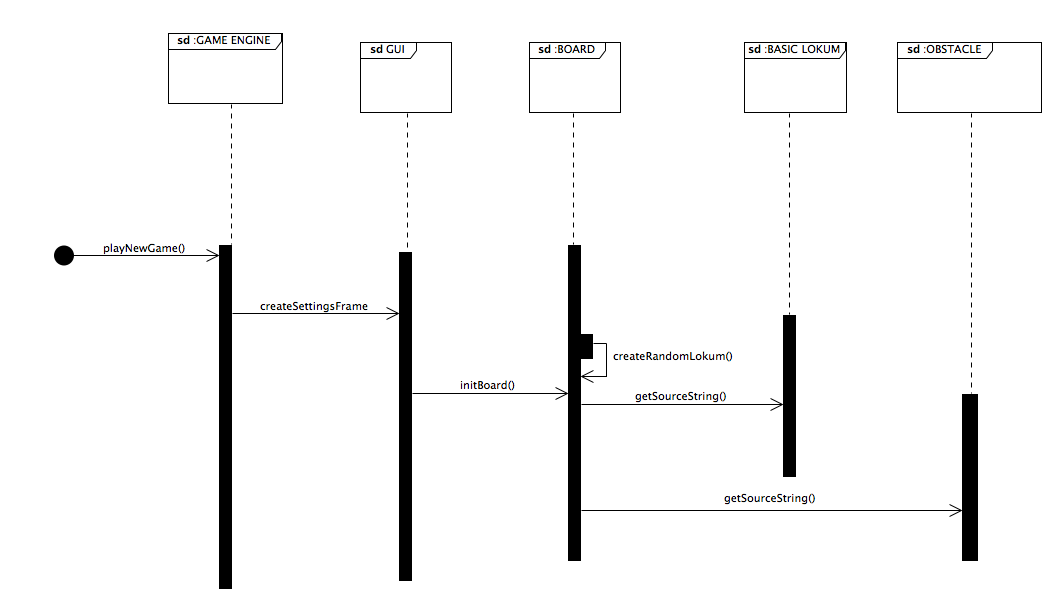 sd :GAME ENGINE
sd GUI
sd :BOARD
sd :BASIC LOKUM
sd :OBSTACLE
playNewGame()
createSettingsFrame
createRandomLokum()
initBoard()
getSourceString()
getSourceString()